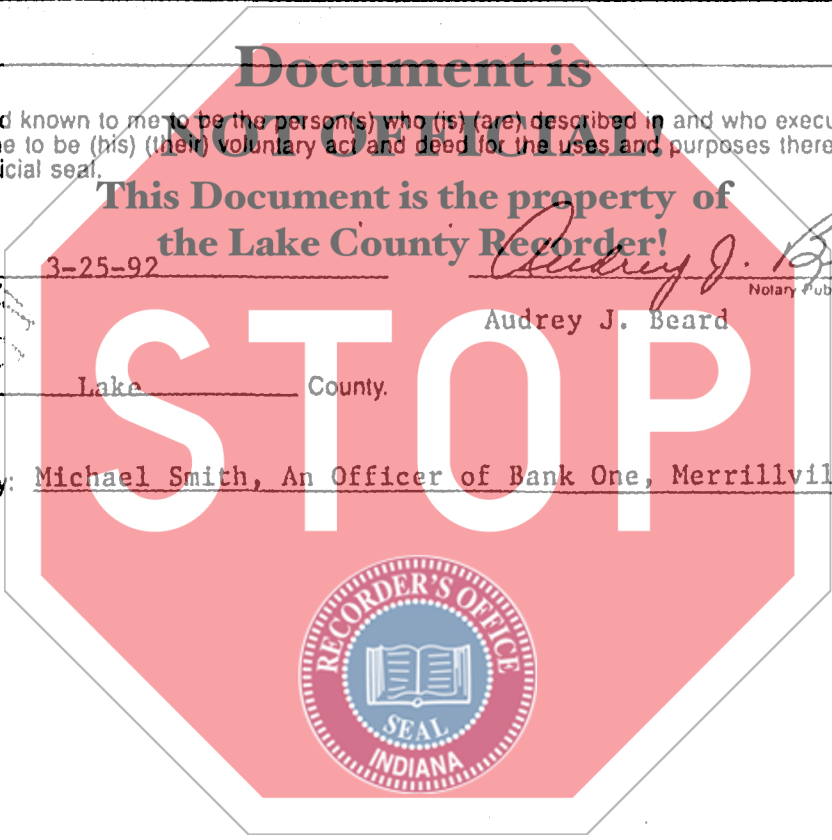 Document is
NOT OFFICIAL!
This Document is the property of
the Lake County Recorder!
d known to me to be the person(s) who (is) (are) described in and who execu
e to be (his) (their) voluntary act and deed for the uses and purposes there
icial seal.
3-25-92
Audrey J. B
Notary Pub
Audrey J. Beard
Lake County.
y: Michael Smith, An Officer of Bank One, Merrillvil
STOP
RECORDER'S OFFICE
SEAL
INDIANA